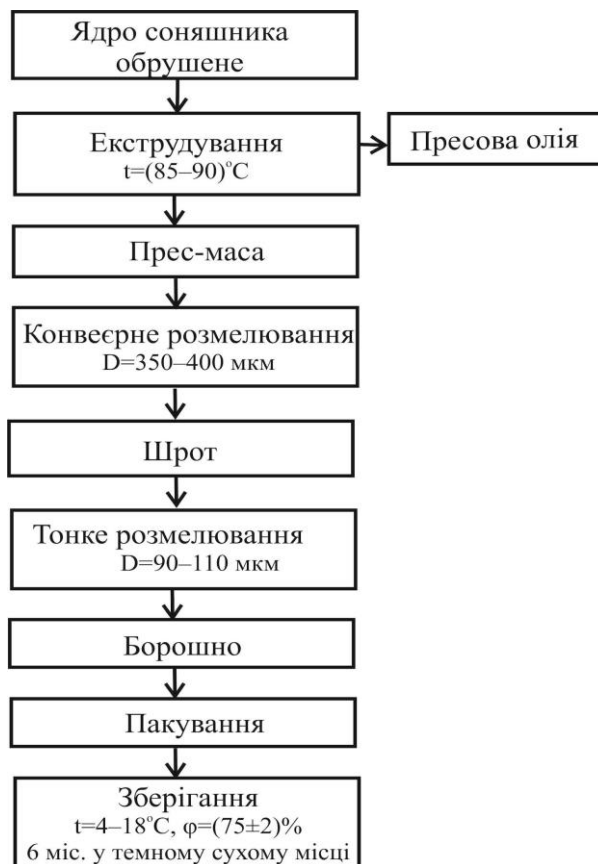 Ядро соняшника
обрушене
Екструдування
t=(85–90)°С
Пресова олія
Прес-маса
Конвеєрне розмелювання
D=350–400 мкм
Шрот
Тонке розмелювання
D=90–110 мкм
Борошно
Пакування
Зберігання
t=4–18°С, φ=(75±2)%
6 міс. у темному сухому місці